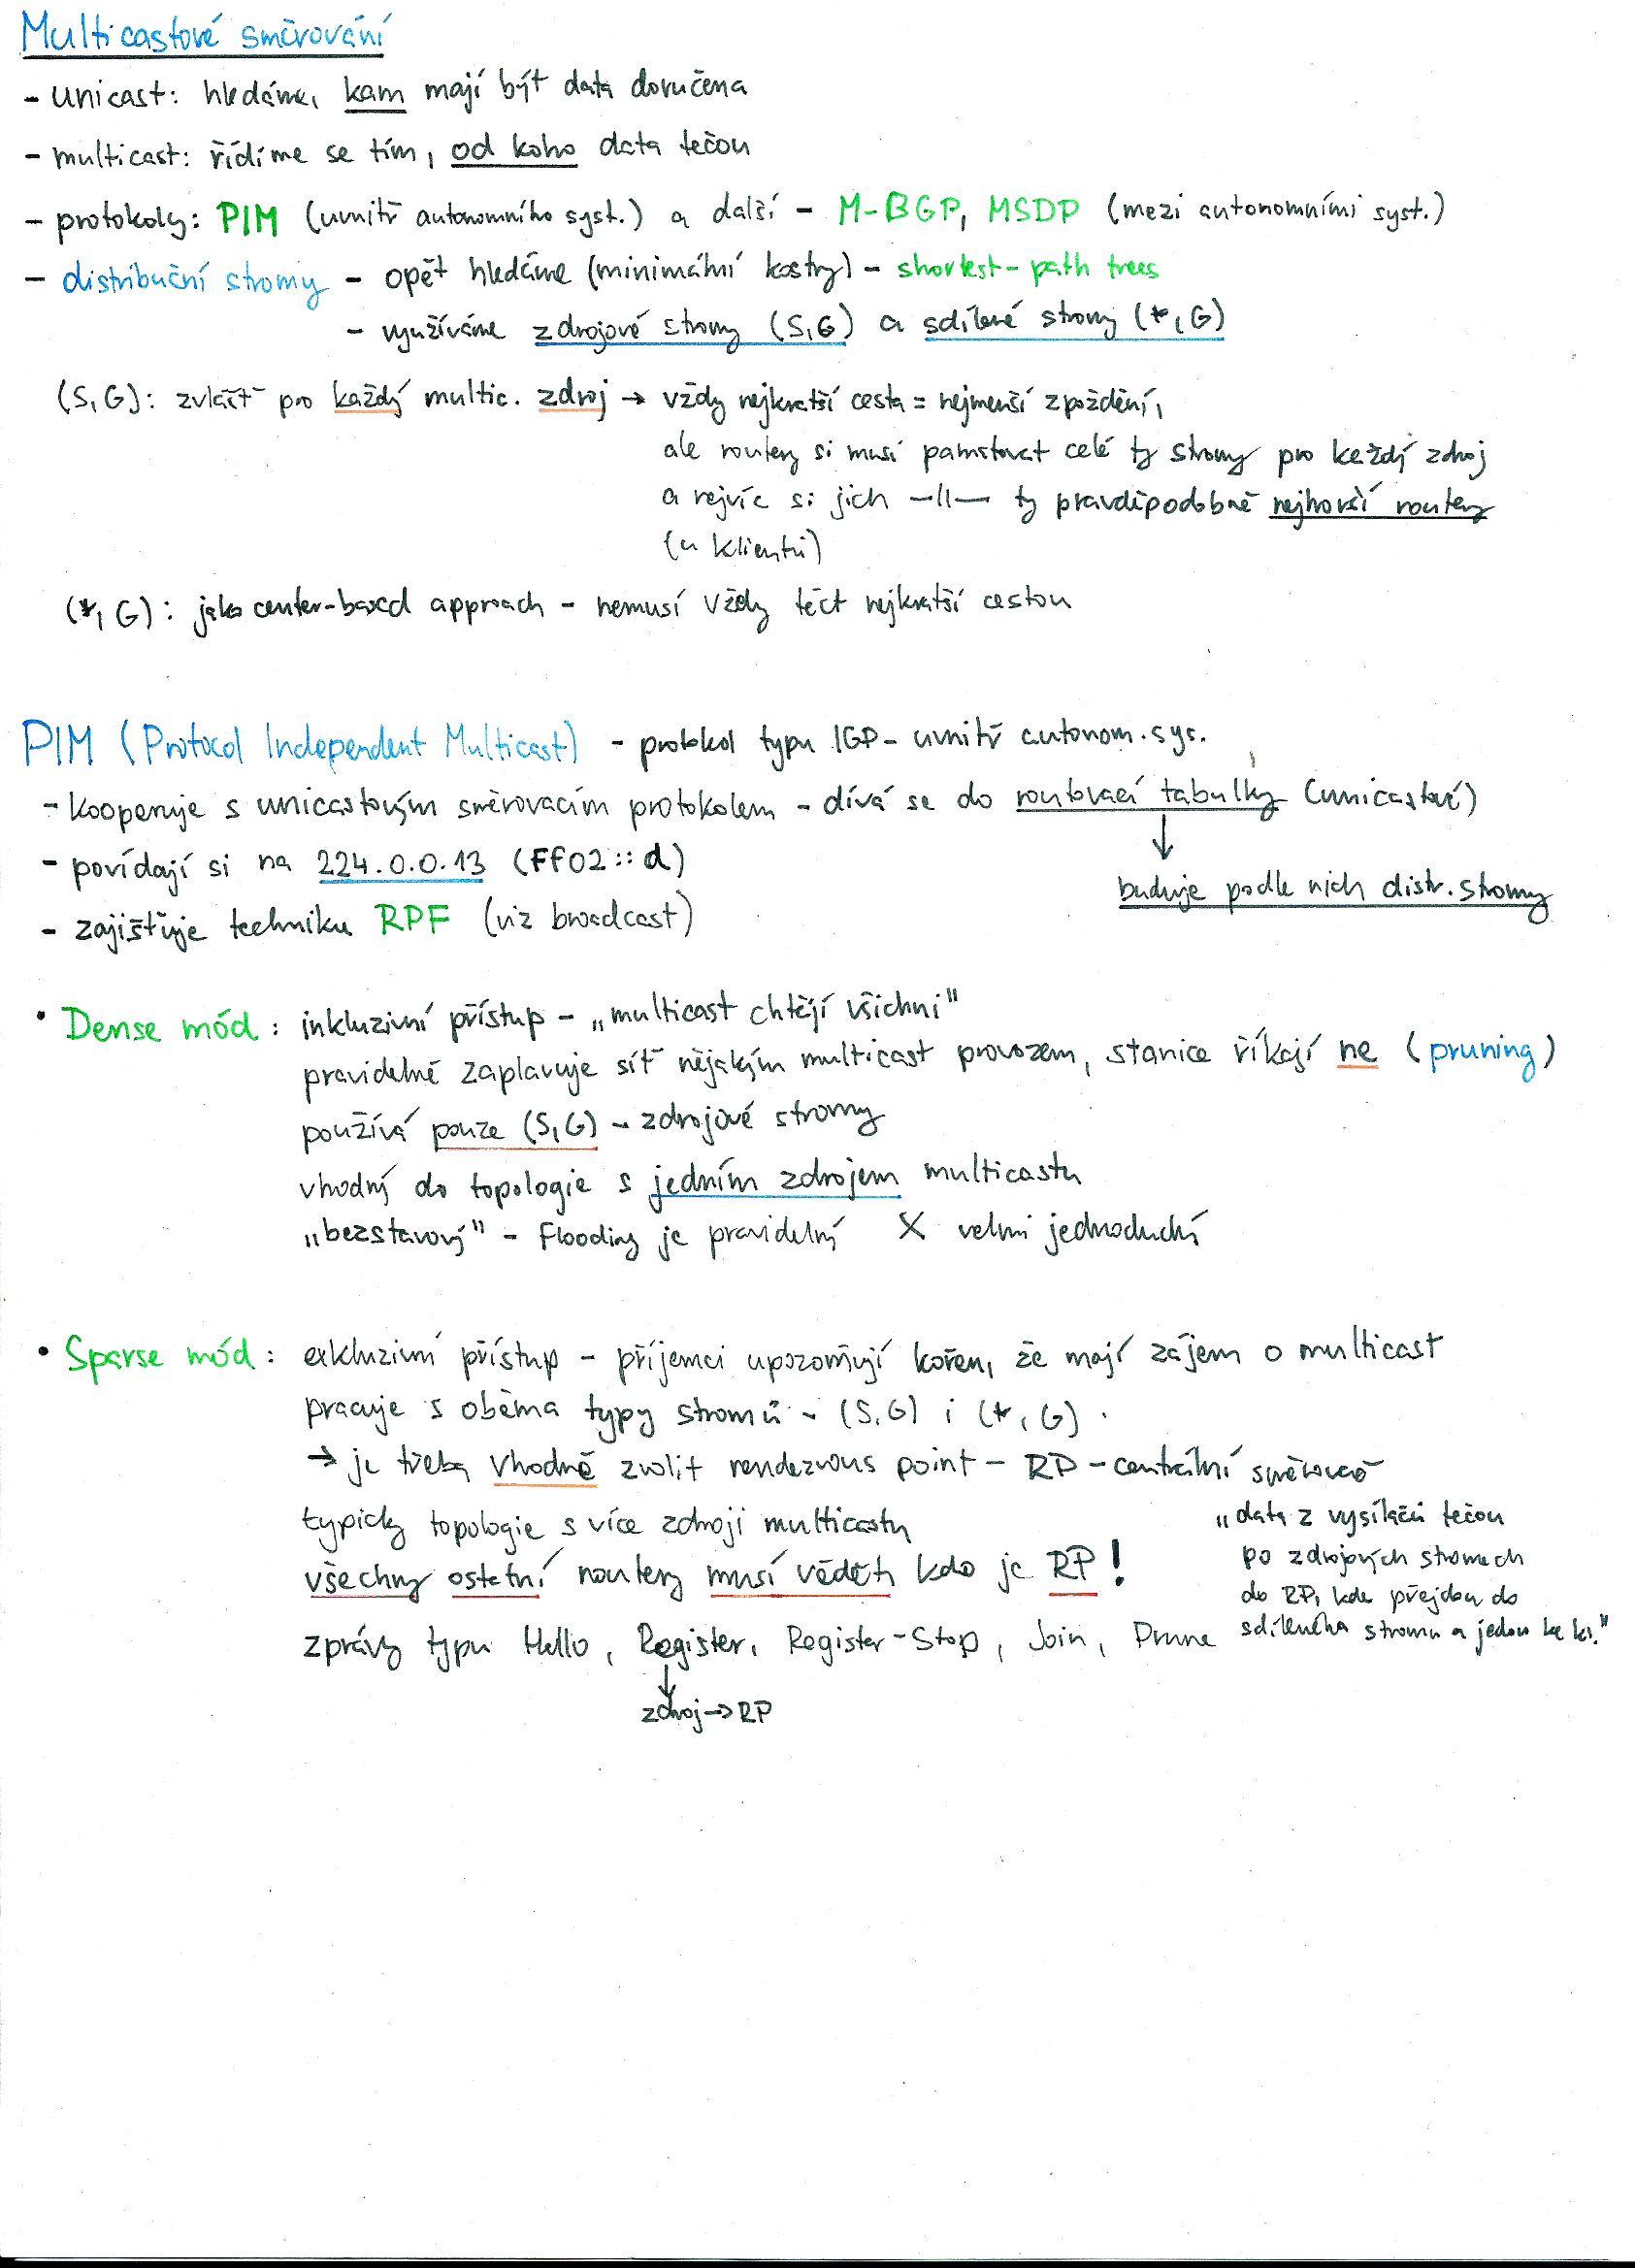 Multicastové směrování
- unicast: hledáme, kam mají být data doručena
- multicast: řídíme se tím, od koho data tečou
- protokoly: PIM (uvnitř autonomního syst.) a další - M-BGP, MSDP (mezi autonomními syst.)
- distribuční stromy - opět hledáme (minimální kostry) - shortest-path trees
- využíváme zdrojové stromy (S,G) a sdílené stromy (*,G)
(S,G): zvlášť pro každý multic. zdroj → vždy nejkratší cesta = nejmenší zpoždění,
ale routery si musí pamatovat celé ty stromy pro každý zdroj
a nejvíc si jich —||— ty pravděpodobně nejhorší routery
(u klientů)
(*,G): jako center-based approach - nemusí vždy téct nejkratší cestou
PIM (Protocol Independent Multicast) - protokol typu IGP - uvnitř autonom. sys.
- kooperuje s unicastovým směrovacím protokolem - dívá se do routovací tabulky (unicastové)
↓
- povídají si na 224.0.0.13 (FF02::d)
buduje podle nich distr. stromy
- zajišťuje techniku RPF (viz broadcast)
• Dense mód: inkluzivní přístup - „multicast chtějí všichni"
pravidelně zaplavuje síť nějakým multicast provozem, stanice říkají ne (pruning)
používá pouze (S,G) - zdrojové stromy
vhodný do topologie s jedním zdrojem multicastu
„bezstavový" - flooding je pravidelný X velmi jednoduchý
• Sparse mód: exkluzivní přístup - příjemci upozorňují kořen, že mají zájem o multicast
pracuje s oběma typy stromů - (S,G) i (*,G)
→ je třeba vhodně zvolit rendezvous point - RP - centrální směrovač
typicky topologie s více zdroji multicastu
všechny ostatní routery musí vědět kdo je RP!
„data z vysílačů tečou
po zdrojových stromech
do RP, kde přejdou do
sdíleného stromu a jedou ke kl."
zprávy typu Hello, Register, Register-Stop, Join, Prune
↓
zdroj → RP